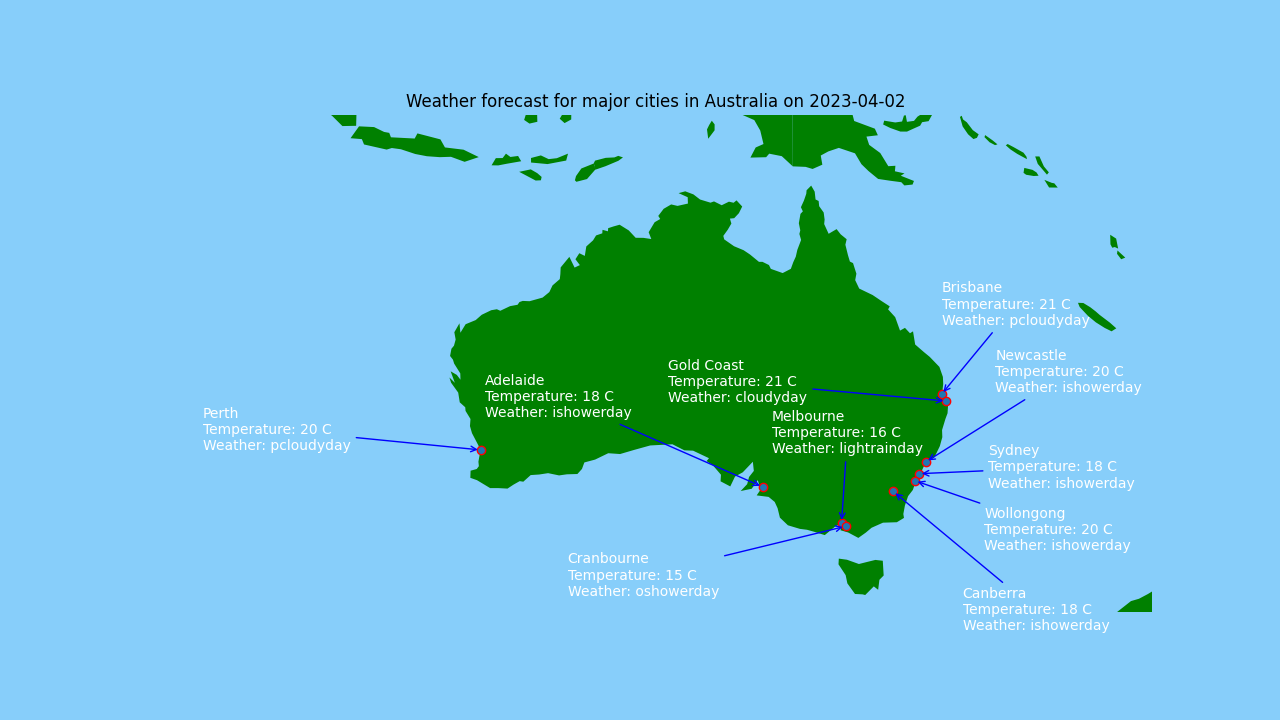 Weather forecast for major cities in Australia on 2023-04-02
Brisbane
Temperature: 21 C
Weather: pcloudyday
Newcastle
Temperature: 20 C
Weather: ishowerday
Gold Coast
Temperature: 21 C
Weather: cloudyday
Adelaide
Temperature: 18 C
Weather: ishowerday
Perth
Temperature: 20 C
Weather: pcloudyday
Melbourne
Temperature: 16 C
Weather: lightrainday
Sydney
Temperature: 18 C
Weather: ishowerday
Wollongong
Temperature: 20 C
Weather: ishowerday
Cranbourne
Temperature: 15 C
Weather: oshowerday
Canberra
Temperature: 18 C
Weather: ishowerday